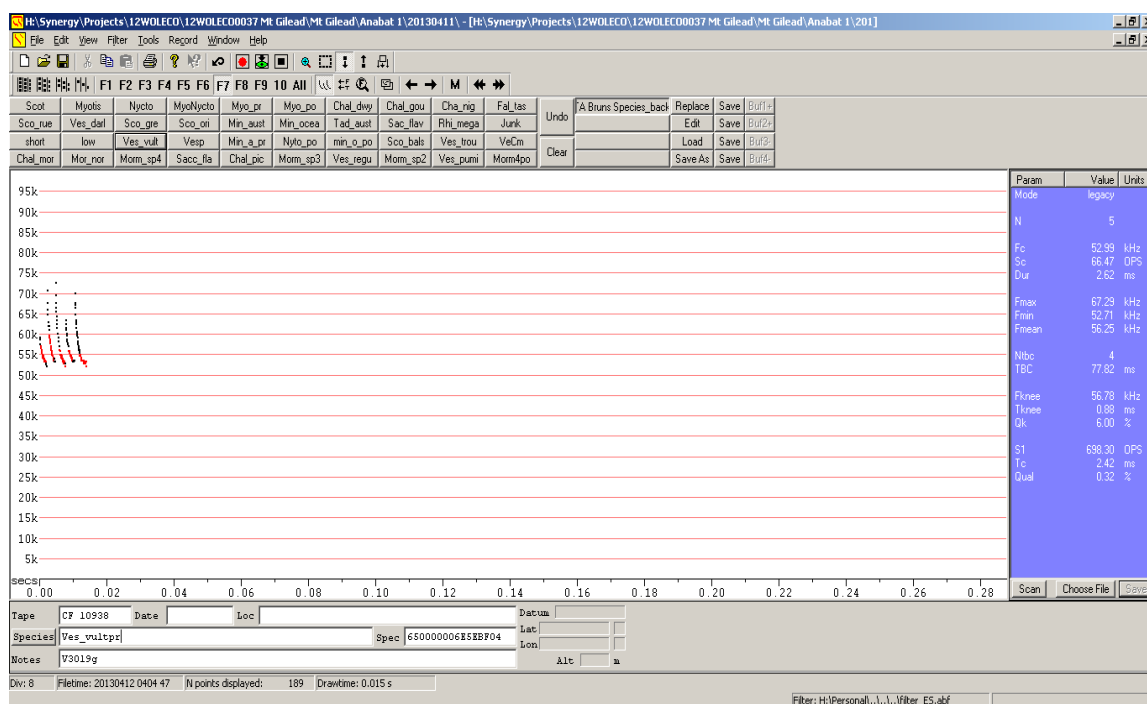 H:\Synergy\Projects\12WOLECO\12WOLECO0037 Mt Gilead\Mt Gilead\Anabat 1\20130411\ - [H:\Synergy\Projects\12WOLECO\12WOLECO0037 Mt Gilead\Mt Gilead\Anabat 1\201]
File Edit View Filter Tools Record Window Help
F1 F2 F3 F4 F5 F6 F7 F8 F9 10 All M
Scot Myotis Nycto MyoNycto Myo_pr Myo_po Chal_dwy Chal_gou Cha_nig Fal_tas Undo 'A Bruns Species_back Replace Save Buf1+
Sco_rue Ves_darl Sco_gre Sco_ori Min_aust Min_ocea Tad_aust Sac_flav Rhi_mega Junk Edit Save Buf2+
short low Ves_vult Vesp Min_a_pr Nyto_po min_o_po Sco_bals Ves_trou VeCm Clear Load Save Buf3-
Chal_mor Mor_nor Morm_sp4 Sacc_fla Chal_pic Morm_sp3 Ves_regu Morm_sp2 Ves_pumi Morm4po Save As Save Buf4-
95k
90k
85k
80k
75k
70k
65k
60k
55k
50k
45k
40k
35k
30k
25k
20k
15k
10k
5k
secs
0.00 0.02 0.04 0.06 0.08 0.10 0.12 0.14 0.16 0.18 0.20 0.22 0.24 0.26 0.28
Param Value Units
Mode legacy
N 5
Fc 52.99 kHz
Sc 66.47 OPS
Dur 2.62 ms
Fmax 67.29 kHz
Fmin 52.71 kHz
Fmean 56.25 kHz
Ntbc 4
TBC 77.82 ms
Fknee 56.78 kHz
Tknee 0.88 ms
Qk 6.00 %
S1 698.30 OPS
Tc 2.42 ms
Qual 0.32 %
Scan Choose File Save
Tape CF 10938 Date Loc Datum
Species Ves_vultpr Spec 650000006E5EBF04 Lat
Lon
Notes V3019g Alt m
Div: 8 Filetime: 20130412 0404 47 N points displayed: 189 Drawtime: 0.015 s
Filter: H:\Personal\..\..\..\filter_ES.abf